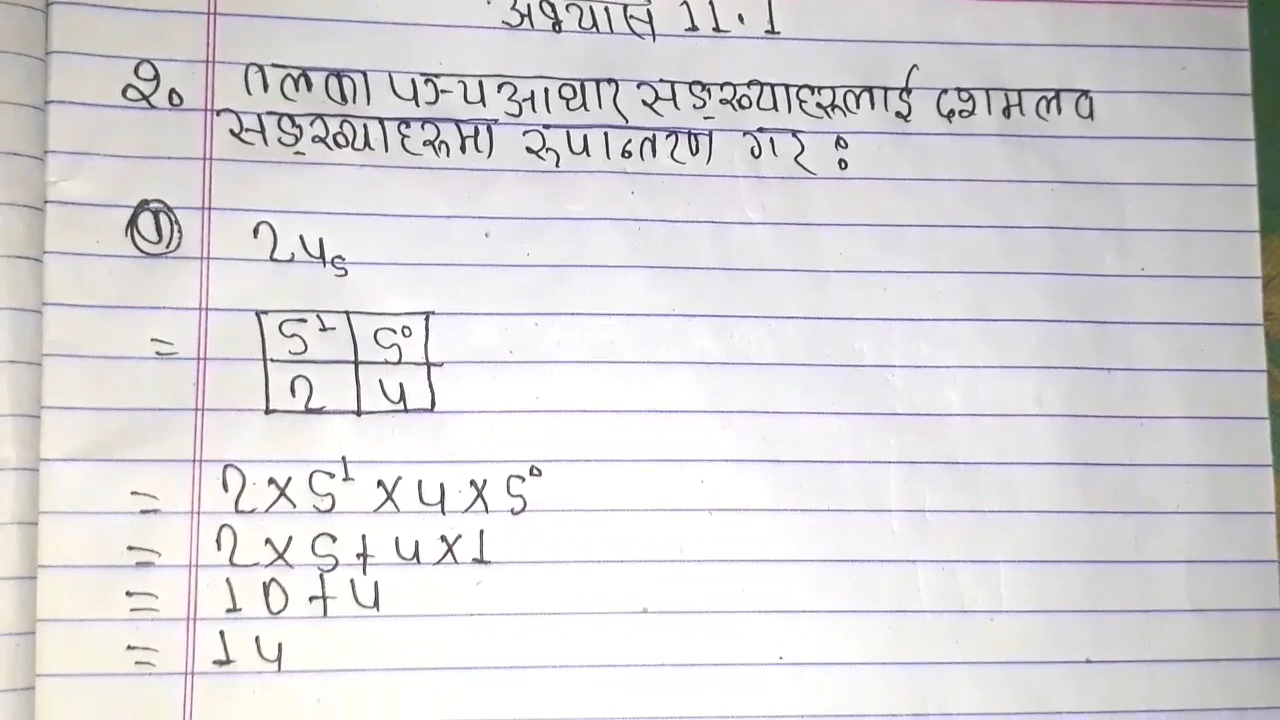 अभ्यास 11.1
२. तलका पञ्च आधार सङ्ख्याहरूलाई दशमलव
सङ्ख्याहरूमा रुपान्तरण गर :
24₅
= 5¹ 5⁰
2 4
= 2 × 5¹ × 4 × 5⁰
= 2 × 5 + 4 × 1
= 10 + 4
= 14